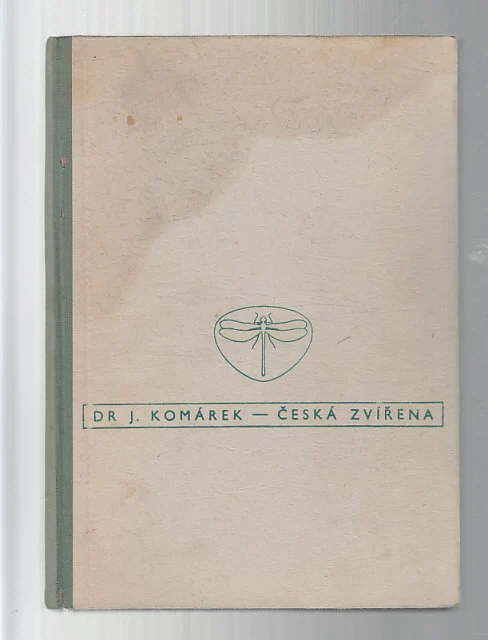 DR J. KOMÁREK — ČESKÁ ZVÍŘENA